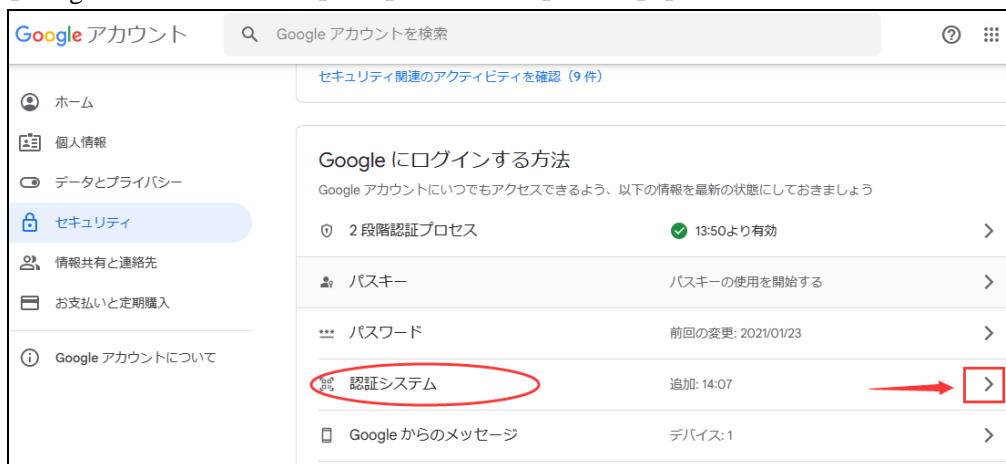 Google アカウント
Google アカウントを検索
ホーム
個人情報
データとプライバシー
セキュリティ
情報共有と連絡先
お支払いと定期購入
Google アカウントについて
セキュリティ関連のアクティビティを確認（9 件）
Google にログインする方法
Google アカウントにいつでもアクセスできるよう、以下の情報を最新の状態にしておきましょう
2 段階認証プロセス 13:50より有効
パスキー パスキーの使用を開始する
パスワード 前回の変更: 2021/01/23
認証システム 追加: 14:07
Google からのメッセージ デバイス: 1